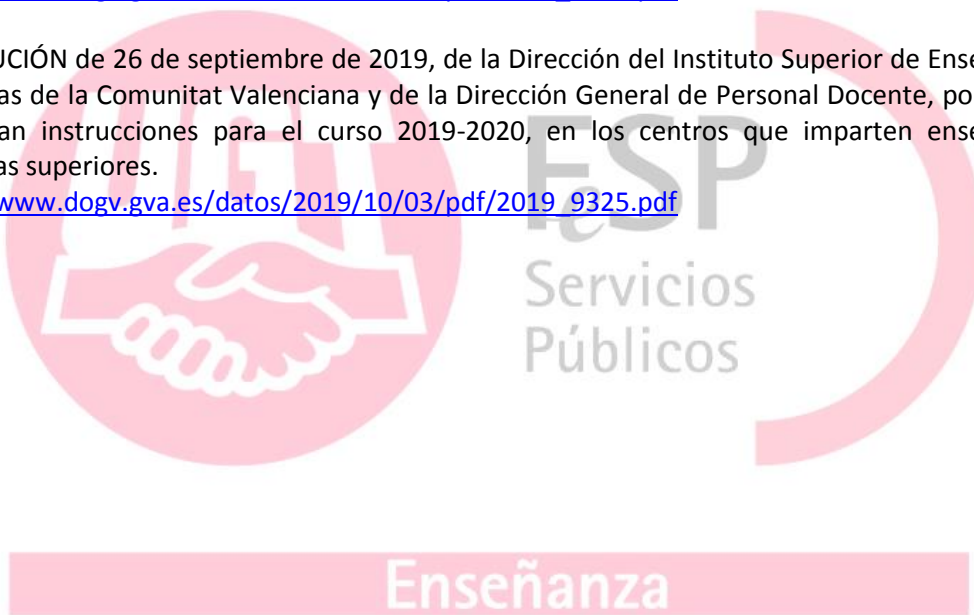 UCIÓN de 26 de septiembre de 2019, de la Dirección del Instituto Superior de Ense
as de la Comunitat Valenciana y de la Dirección General de Personal Docente, po
an instrucciones para el curso 2019-2020, en los centros que imparten ense
as superiores.
www.dogv.gva.es/datos/2019/10/03/pdf/2019_9325.pdf
UGT
FeSP
Servicios
Públicos
Enseñanza